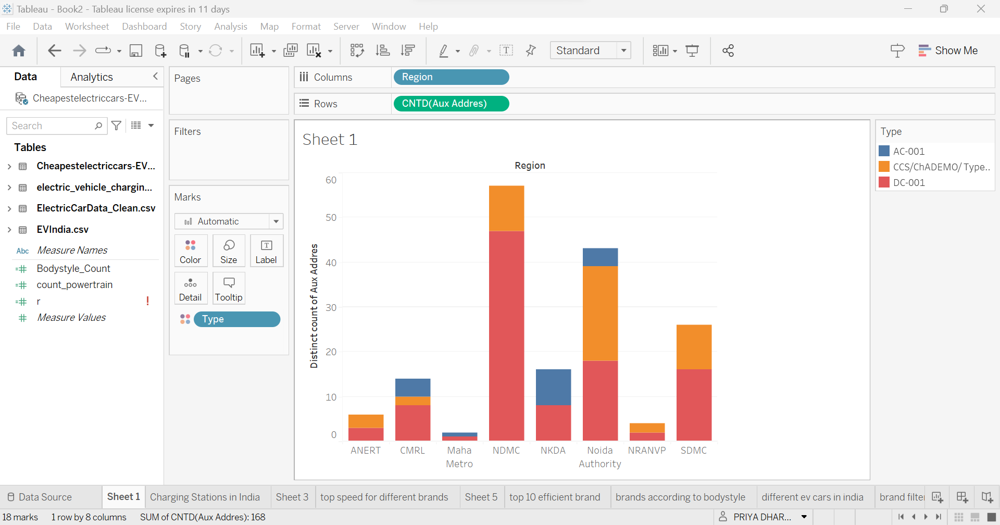 Tableau - Book2 - Tableau license expires in 11 days
File Data Worksheet Dashboard Story Analysis Map Format Server Window Help
Standard
Show Me
Data Analytics
Cheapestelectriccars-EV...
Search
Tables
Cheapestelectriccars-EV...
electric_vehicle_chargin...
ElectricCarData_Clean.csv
EVIndia.csv
Abc Measure Names
Bodystyle_Count
count_powertrain
r !
Measure Values
Pages
Filters
Marks
Automatic
Color Size Label
Detail Tooltip
Type
Columns Region
Rows CNTD(Aux Addres)
Sheet 1
Region
Distinct count of Aux Addres
60
50
40
30
20
10
0
ANERT CMRL Maha Metro NDMC NKDA Noida Authority NRANVP SDMC
Type
AC-001
CCS/ChADEMO/ Type..
DC-001
Data Source Sheet 1 Charging Stations in India Sheet 3 top speed for different brands Sheet 5 top 10 efficient brand brands according to bodystyle different ev cars in india brand filte
18 marks 1 row by 8 columns SUM of CNTD(Aux Addres): 168 PRIYA DHAR...